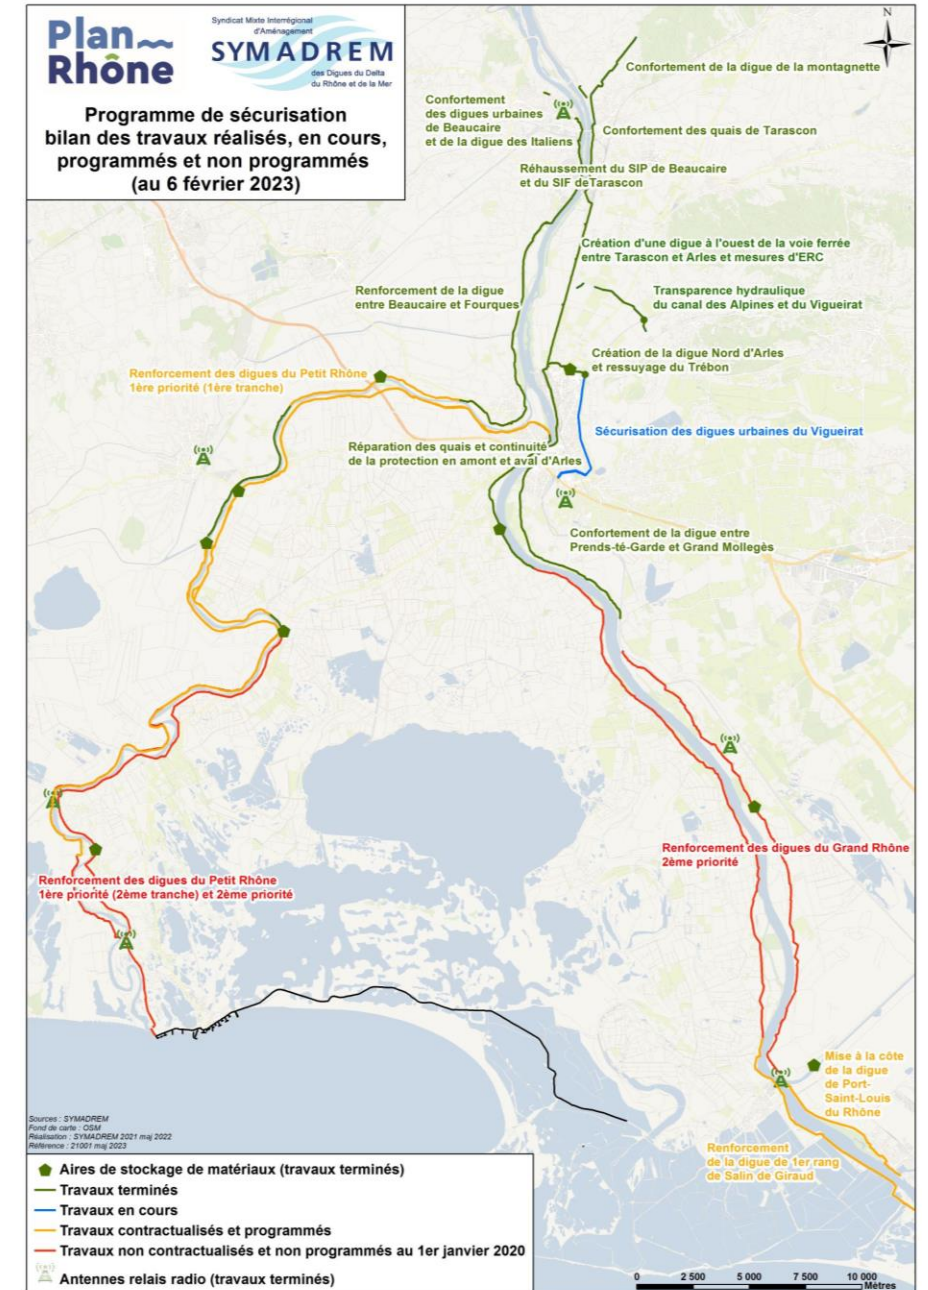 Plan
Rhône
Syndicat Mixte Interrégional
d'Aménagement
SYMADREM
des Digues du Delta
du Rhône et de la Mer
Programme de sécurisation
bilan des travaux réalisés, en cours,
programmés et non programmés
(au 6 février 2023)
N
Confortement de la digue de la montagnette
Confortement
des digues urbaines
de Beaucaire
et de la digue des Italiens
Confortement des quais de Tarascon
Réhaussement du SIP de Beaucaire
et du SIF deTarascon
Création d'une digue à l'ouest de la voie ferrée
entre Tarascon et Arles et mesures d'ERC
Renforcement de la digue
entre Beaucaire et Fourques
Transparence hydraulique
du canal des Alpines et du Vigueirat
Création de la digue Nord d'Arles
et ressuyage du Trébon
Renforcement des digues du Petit Rhône
1ère priorité (1ère tranche)
Sécurisation des digues urbaines du Vigueirat
Réparation des quais et continuité
de la protection en amont et aval d'Arles
Confortement de la digue entre
Prends-té-Garde et Grand Mollegès
Renforcement des digues du Grand Rhône
2ème priorité
Renforcement des digues du Petit Rhône
1ère priorité (2ème tranche) et 2ème priorité
Mise à la côte
de la digue
de Port-
Saint-Louis
du Rhône
Renforcement
de la digue de 1er rang
de Salin de Giraud
Sources : SYMADREM
Fond de carte : OSM
Réalisation : SYMADREM 2021 maj 2022
Référence : 21001 maj 2023
Aires de stockage de matériaux (travaux terminés)
Travaux terminés
Travaux en cours
Travaux contractualisés et programmés
Travaux non contractualisés et non programmés au 1er janvier 2020
Antennes relais radio (travaux terminés)
0 2 500 5 000 7 500 10 000
Mètres